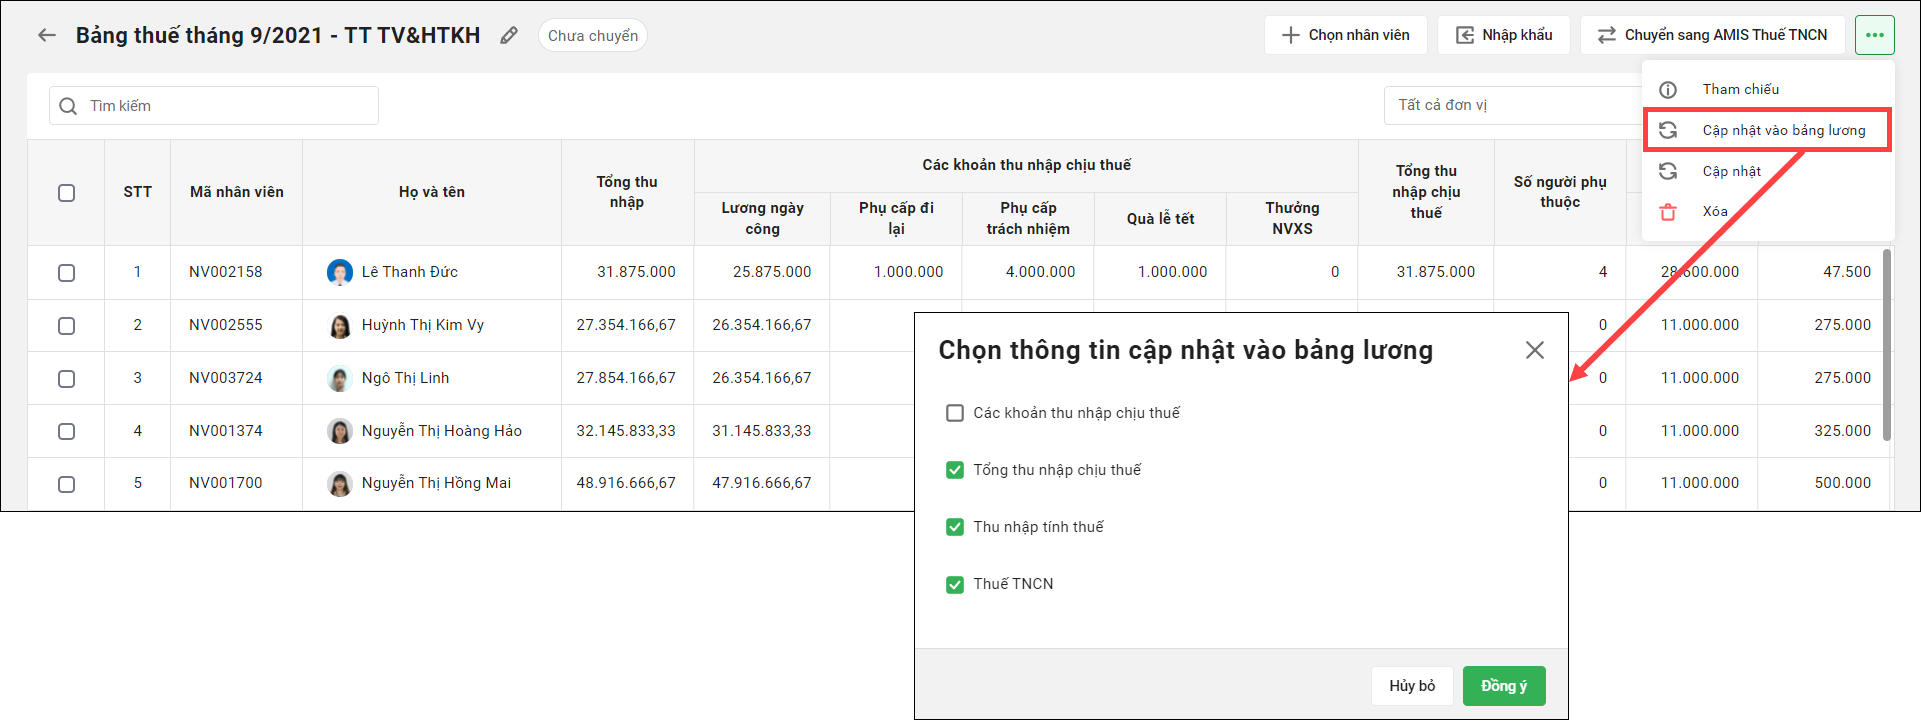 Bảng thuế tháng 9/2021 - TT TV&HTKH
Chưa chuyển
Chọn nhân viên
Nhập khẩu
Chuyển sang AMIS Thuế TNCN
Tìm kiếm
Tất cả đơn vị
Tham chiếu
Cập nhật vào bảng lương
Cập nhật
Xóa
STT
Mã nhân viên
Họ và tên
Tổng thu
nhập
Các khoản thu nhập chịu thuế
Lương ngày
công
Phụ cấp đi
lại
Phụ cấp
trách nhiệm
Quà lễ tết
Thưởng
NVXS
Tổng thu
nhập chịu
thuế
Số người phụ
thuộc
1 NV002158 Lê Thanh Đức 31.875.000 25.875.000 1.000.000 4.000.000 1.000.000 0 31.875.000 4 28.600.000 47.500
2 NV002555 Huỳnh Thị Kim Vy 27.354.166,67 26.354.166,67 0 11.000.000 275.000
3 NV003724 Ngô Thị Linh 27.854.166,67 26.354.166,67 0 11.000.000 275.000
4 NV001374 Nguyễn Thị Hoàng Hảo 32.145.833,33 31.145.833,33 0 11.000.000 325.000
5 NV001700 Nguyễn Thị Hồng Mai 48.916.666,67 47.916.666,67 0 11.000.000 500.000
Chọn thông tin cập nhật vào bảng lương
Các khoản thu nhập chịu thuế
Tổng thu nhập chịu thuế
Thu nhập tính thuế
Thuế TNCN
Hủy bỏ
Đồng ý